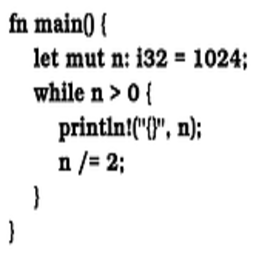 fn main() {
    let mut n: i32 = 1024;
    while n > 0 {
        println!("{}", n);
        n /= 2;
    }
}